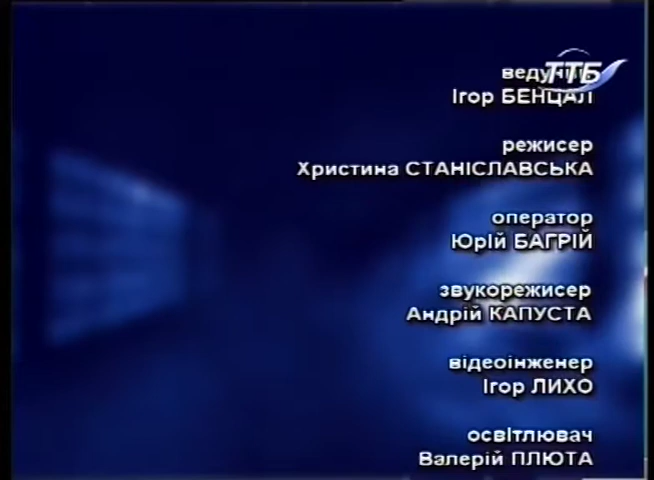 ТТБ
ведучий
Ігор БЕНЦАЛ
режисер
Христина СТАНІСЛАВСЬКА
оператор
Юрій БАГРІЙ
звукорежисер
Андрій КАПУСТА
відеоінженер
Ігор ЛИХО
освітлювач
Валерій ПЛЮТА